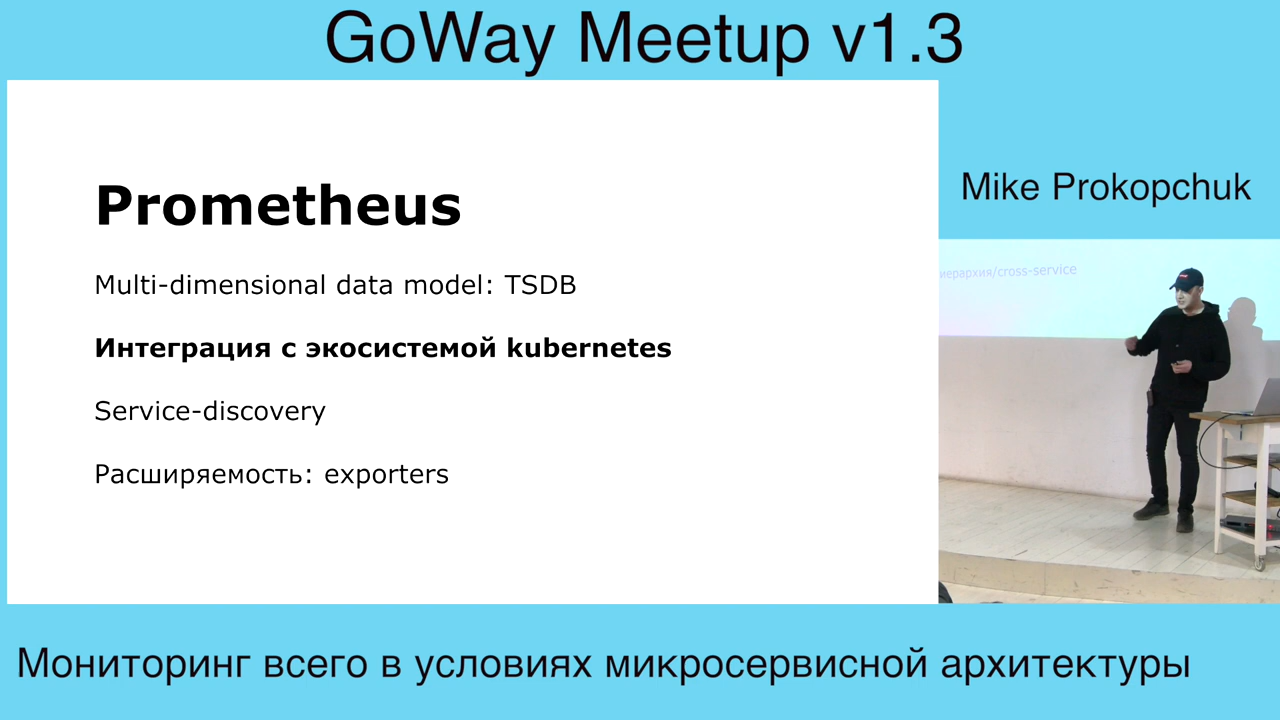 GoWay Meetup v1.3
Prometheus
Multi-dimensional data model: TSDB
Интеграция с экосистемой kubernetes
Service-discovery
Расширяемость: exporters
Mike Prokopchuk
иерархия/cross-service
Мониторинг всего в условиях микросервисной архитектуры